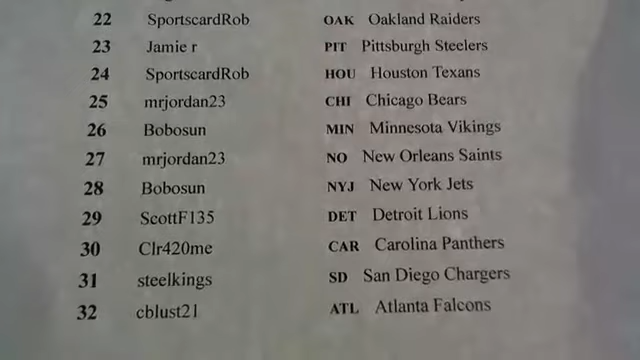 22 SportscardRob OAK Oakland Raiders
23 Jamie r PIT Pittsburgh Steelers
24 SportscardRob HOU Houston Texans
25 mrjordan23 CHI Chicago Bears
26 Bobosun MIN Minnesota Vikings
27 mrjordan23 NO New Orleans Saints
28 Bobosun NYJ New York Jets
29 ScottF135 DET Detroit Lions
30 Clr420me CAR Carolina Panthers
31 steelkings SD San Diego Chargers
32 cblust21 ATL Atlanta Falcons